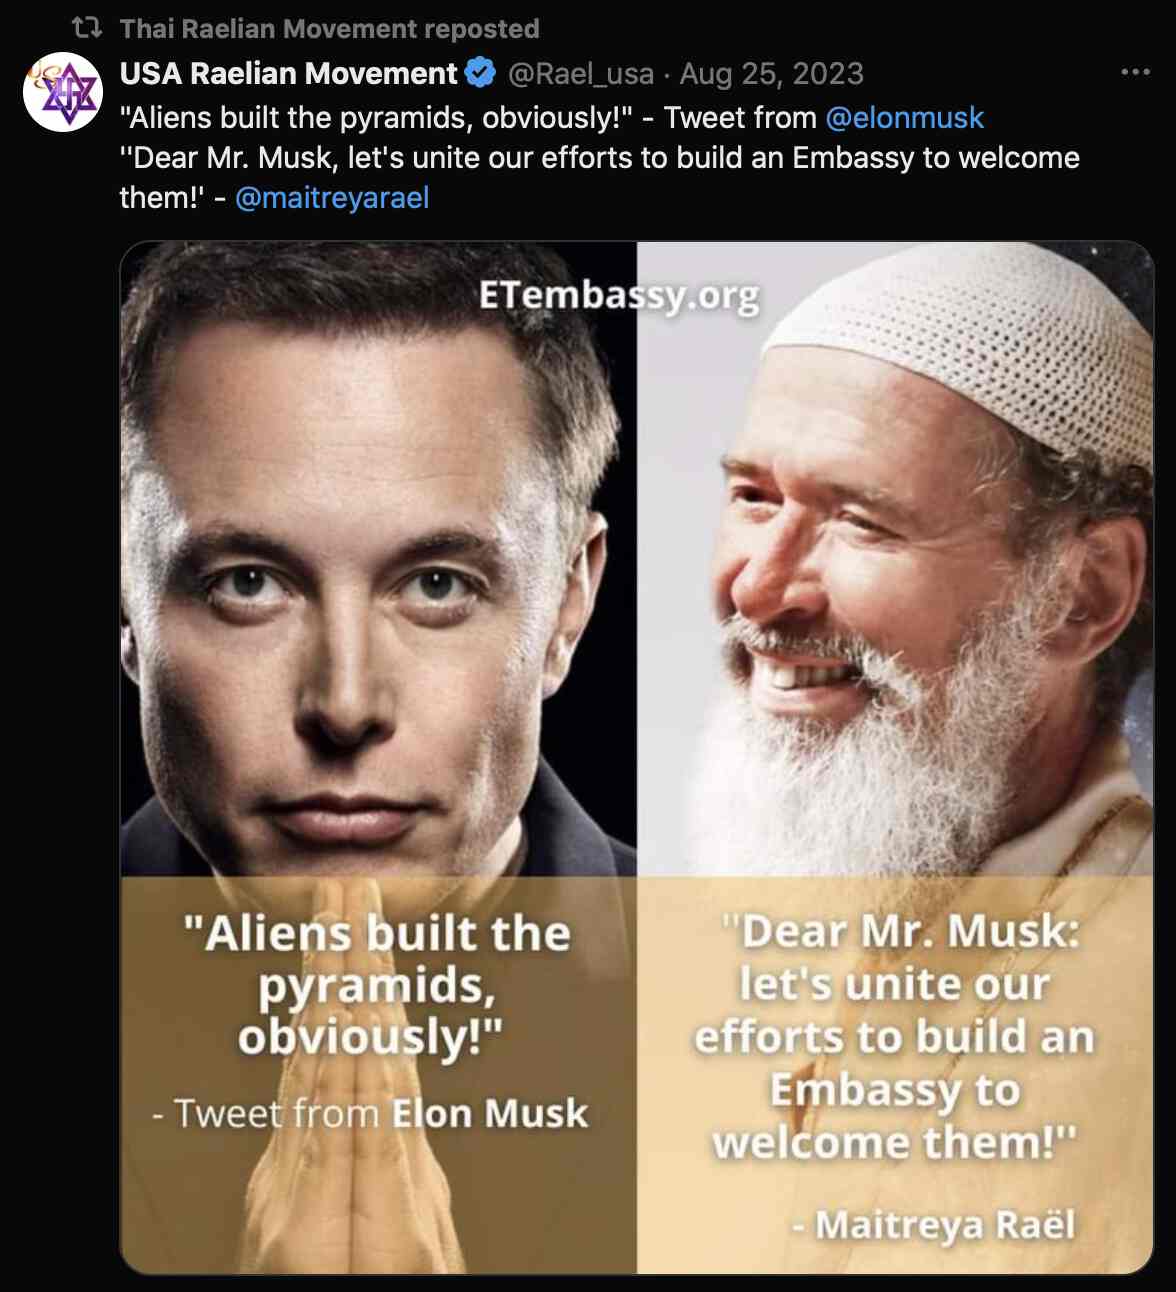 Thai Raelian Movement reposted
USA Raelian Movement @Rael_usa · Aug 25, 2023
"Aliens built the pyramids, obviously!" - Tweet from @elonmusk
"Dear Mr. Musk, let's unite our efforts to build an Embassy to welcome
them!' - @maitreyarael
ETembassy.org
"Aliens built the
pyramids,
obviously!"
- Tweet from Elon Musk
"Dear Mr. Musk:
let's unite our
efforts to build an
Embassy to
welcome them!"
- Maitreya Raël